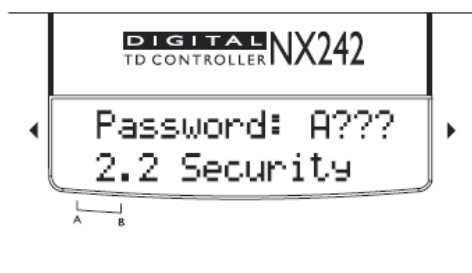 DIGITAL
TD CONTROLLER NX242
Password: A???
2.2 Security
A B